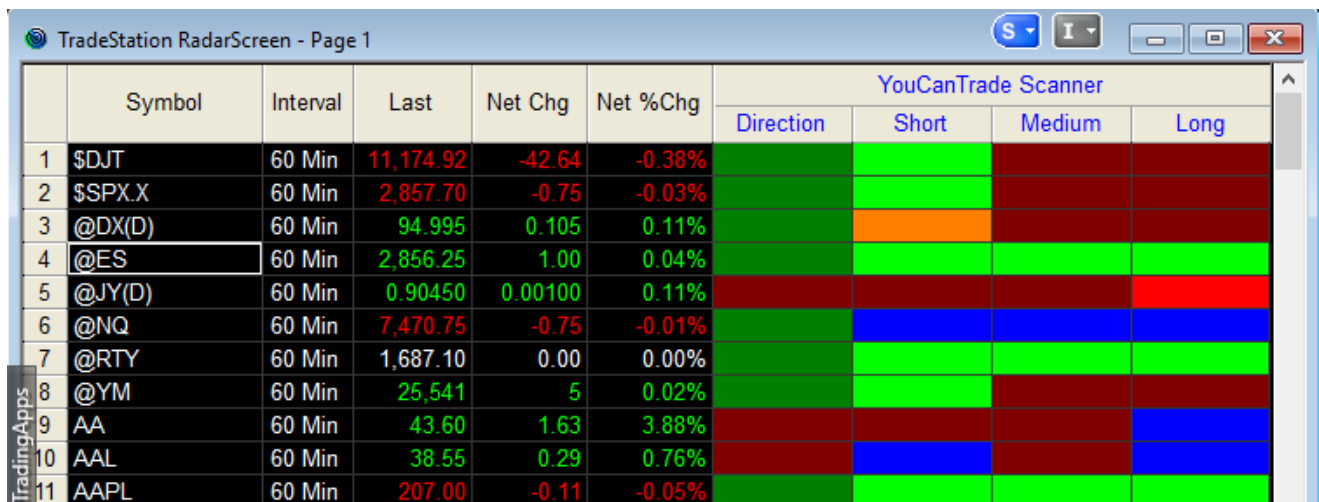 TradeStation RadarScreen - Page 1
S I
YouCanTrade Scanner
Symbol Interval Last Net Chg Net %Chg
Direction Short Medium Long
1 $DJT 60 Min 11,174.92 -42.64 -0.38%
2 $SPX.X 60 Min 2,857.70 -0.75 -0.03%
3 @DX(D) 60 Min 94.995 0.105 0.11%
4 @ES 60 Min 2,856.25 1.00 0.04%
5 @JY(D) 60 Min 0.90450 0.00100 0.11%
6 @NQ 60 Min 7,470.75 -0.75 -0.01%
7 @RTY 60 Min 1,687.10 0.00 0.00%
8 @YM 60 Min 25,541 5 0.02%
9 AA 60 Min 43.60 1.63 3.88%
10 AAL 60 Min 38.55 0.29 0.76%
11 AAPL 60 Min 207.00 -0.11 -0.05%
TradingApps